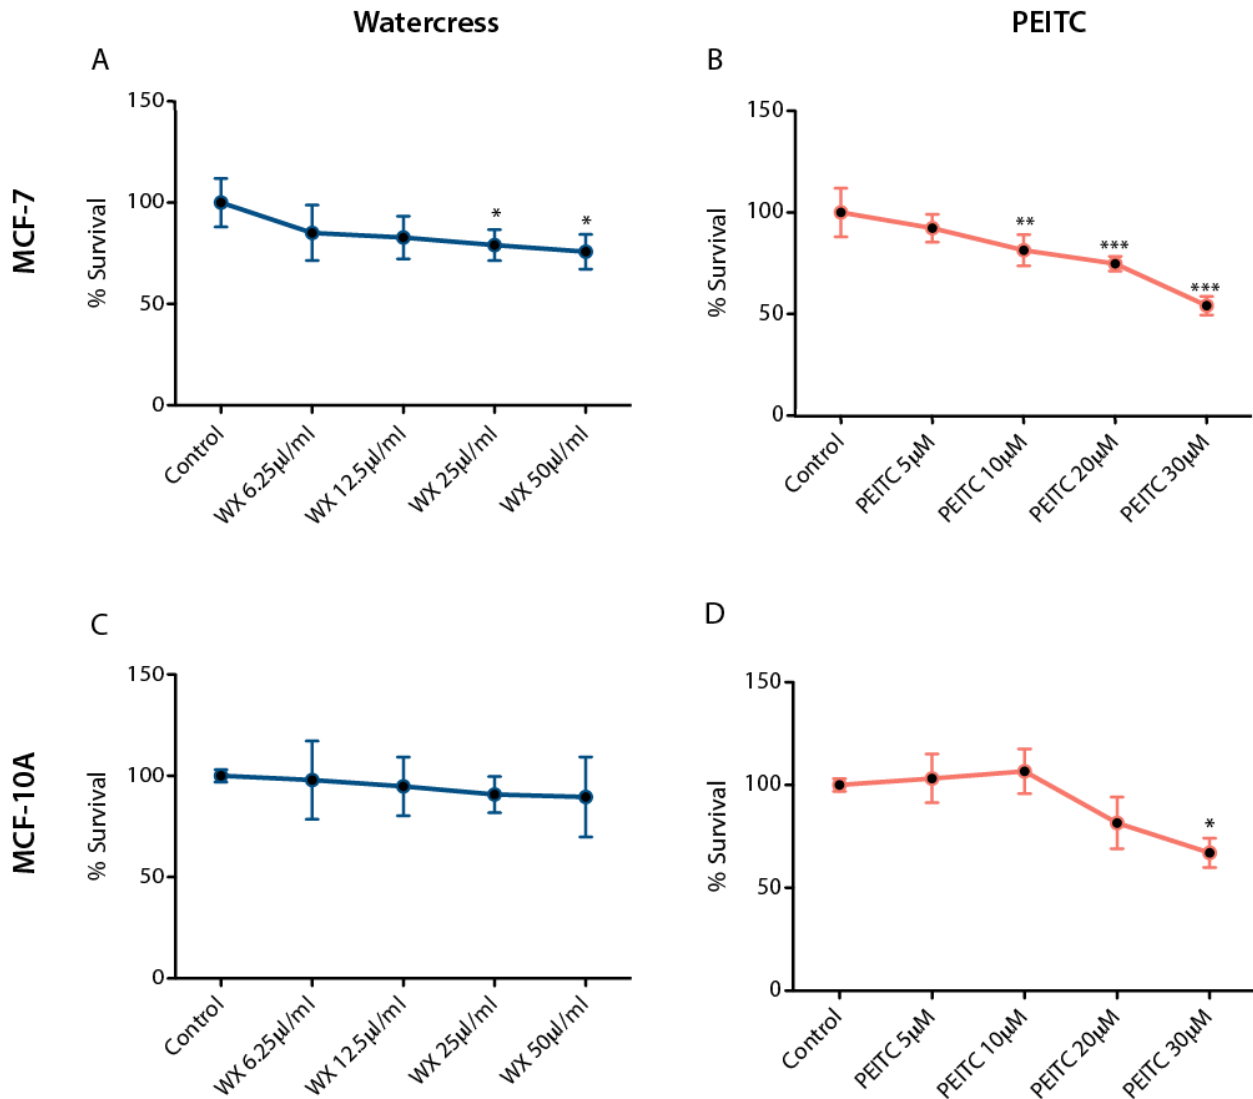 Watercress
PEITC
A
B
MCF-7
% Survival
150
100
50
0
*
*
Control
WX 6.25µl/ml
WX 12.5µl/ml
WX 25µl/ml
WX 50µl/ml
% Survival
150
100
50
0
**
***
***
Control
PEITC 5µM
PEITC 10µM
PEITC 20µM
PEITC 30µM
C
D
MCF-10A
% Survival
150
100
50
0
Control
WX 6.25µl/ml
WX 12.5µl/ml
WX 25µl/ml
WX 50µl/ml
% Survival
150
100
50
0
*
Control
PEITC 5µM
PEITC 10µM
PEITC 20µM
PEITC 30µM